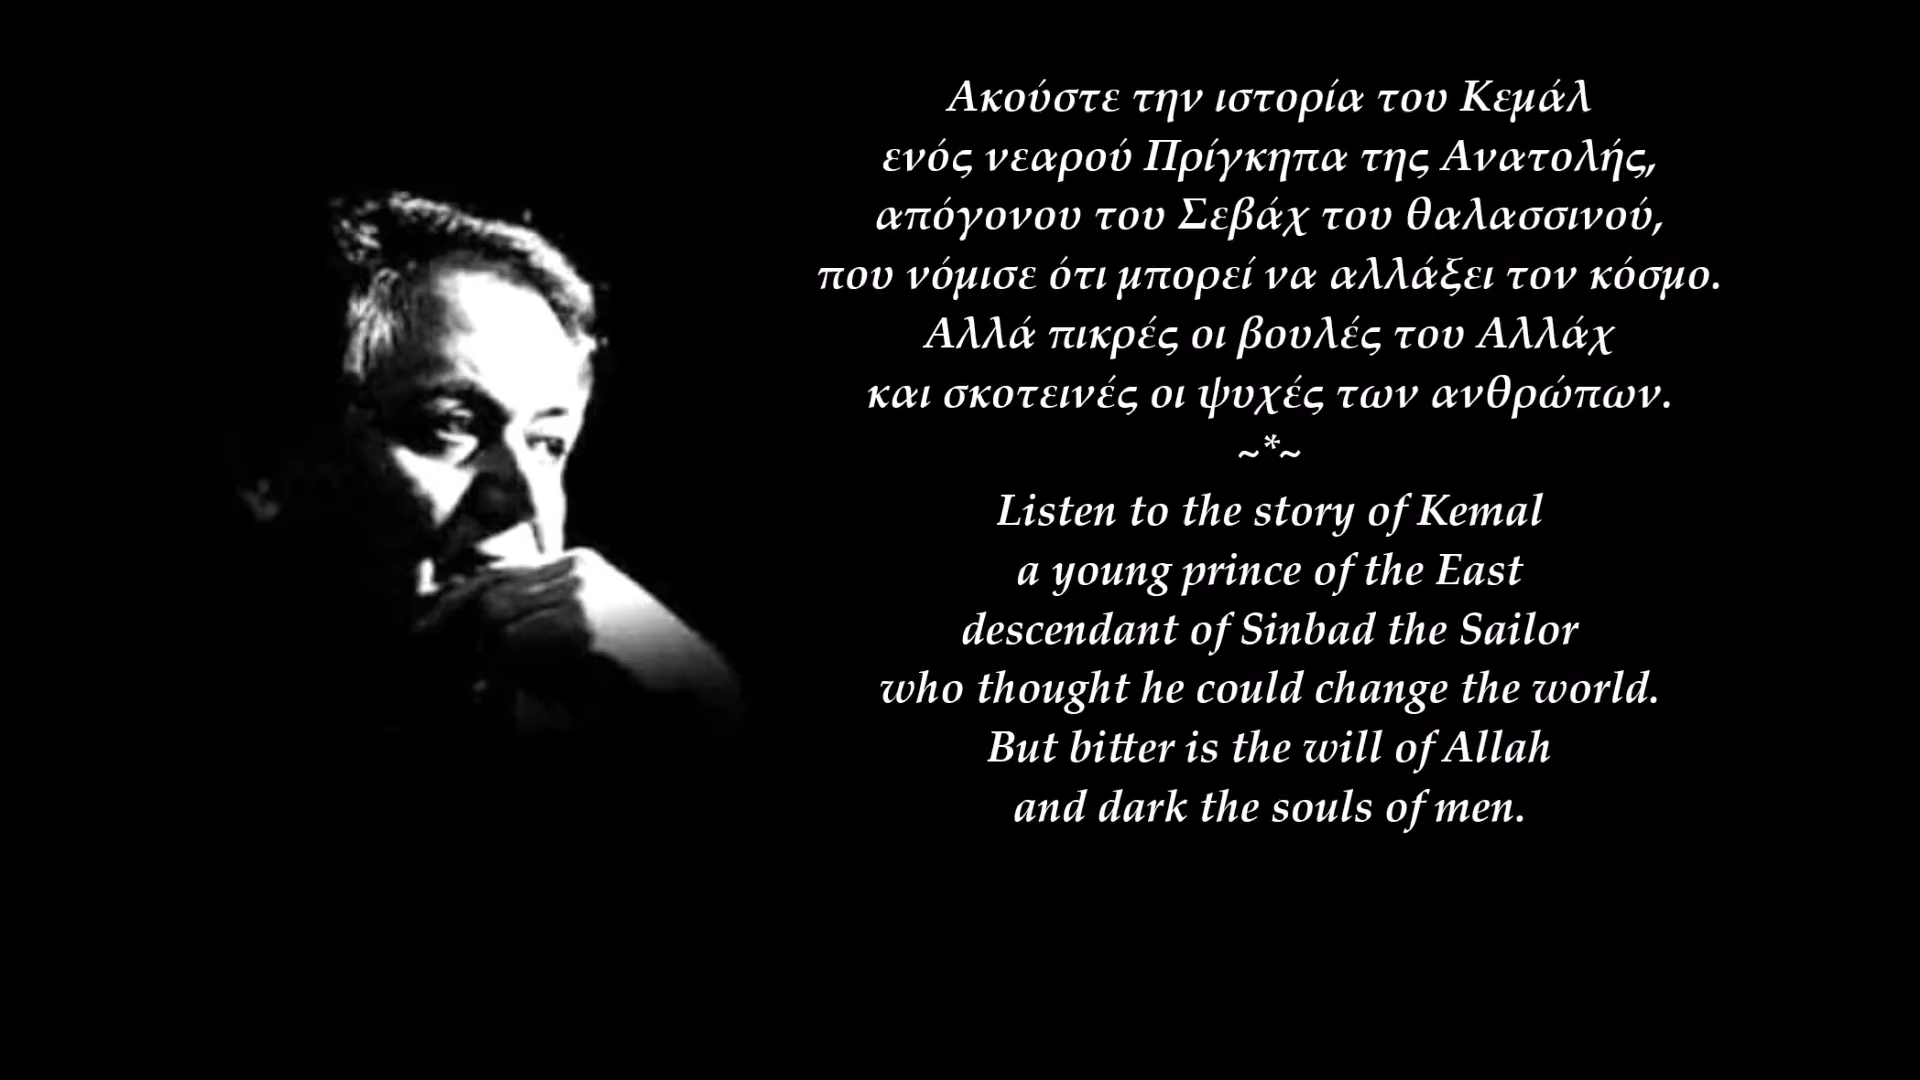 Ακούστε την ιστορία του Κεμάλ
ενός νεαρού Πρίγκηπα της Ανατολής,
απόγονου του Σεβάχ του θαλασσινού,
που νόμισε ότι μπορεί να αλλάξει τον κόσμο.
Αλλά πικρές οι βουλές του Αλλάχ
και σκοτεινές οι ψυχές των ανθρώπων.
~*~
Listen to the story of Kemal
a young prince of the East
descendant of Sinbad the Sailor
who thought he could change the world.
But bitter is the will of Allah
and dark the souls of men.